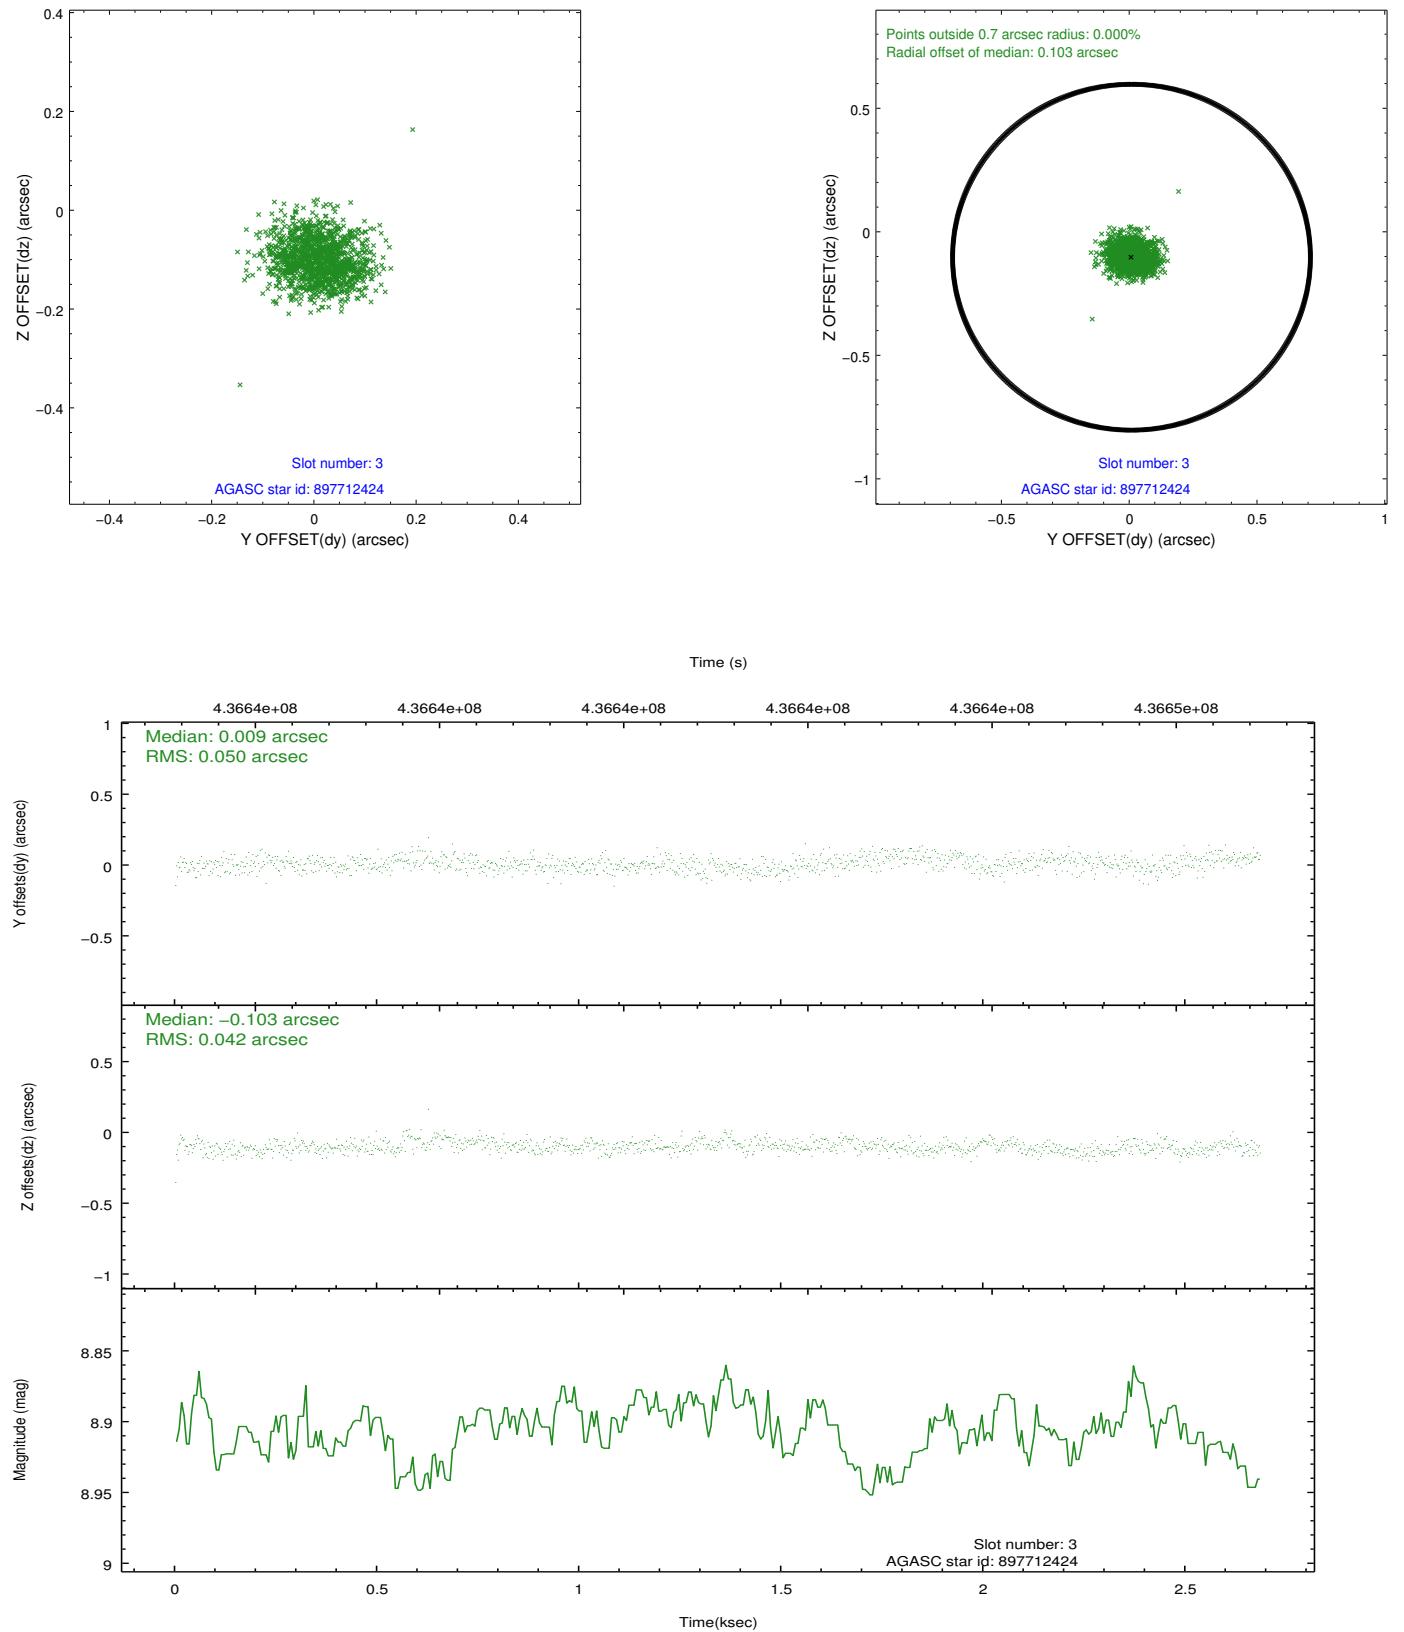 0.4
0.2
0
−0.2
−0.4
Z OFFSET(dz) (arcsec)
Slot number: 3
AGASC star id: 897712424
−0.4 −0.2 0 0.2 0.4
Y OFFSET(dy) (arcsec)
Points outside 0.7 arcsec radius: 0.000%
Radial offset of median: 0.103 arcsec
0.5
0
−0.5
−1
Z OFFSET(dz) (arcsec)
Slot number: 3
AGASC star id: 897712424
−0.5 0 0.5 1
Y OFFSET(dy) (arcsec)
Time (s)
4.3664e+08 4.3664e+08 4.3664e+08 4.3664e+08 4.3664e+08 4.3665e+08
Median: 0.009 arcsec
RMS: 0.050 arcsec
1
0.5
0
−0.5
Y offsets(dy) (arcsec)
Median: −0.103 arcsec
RMS: 0.042 arcsec
0.5
0
−0.5
−1
Z offsets(dz) (arcsec)
8.85
8.9
8.95
9
Magnitude (mag)
Slot number: 3
AGASC star id: 897712424
0 0.5 1 1.5 2 2.5
Time(ksec)